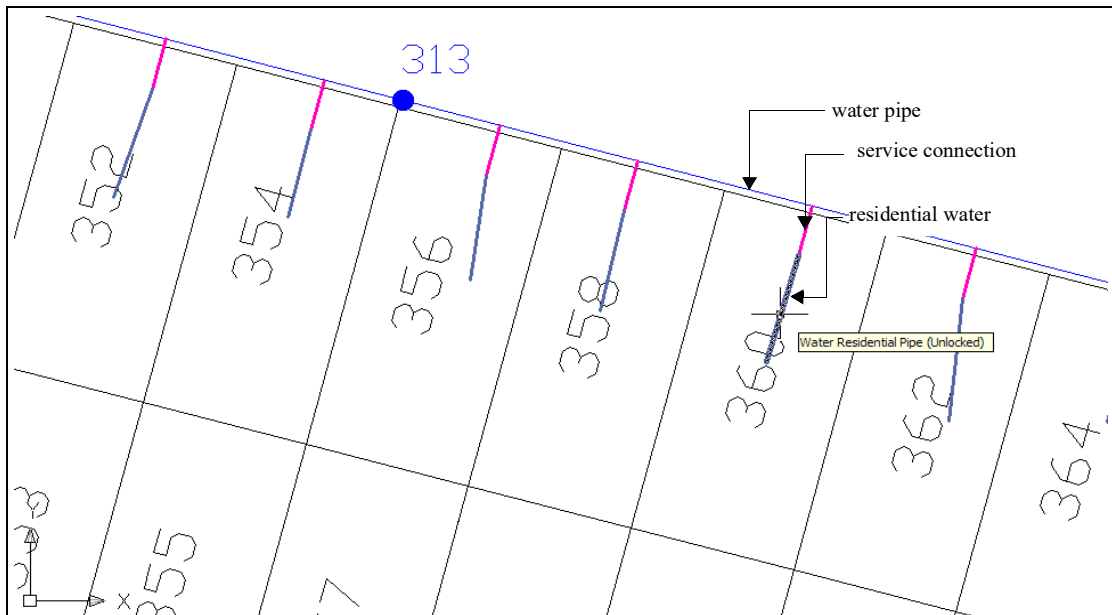 313
water pipe
service connection
residential water
352
354
356
358
360
Water Residential Pipe (Unlocked)
362
364
355
7
Y
X